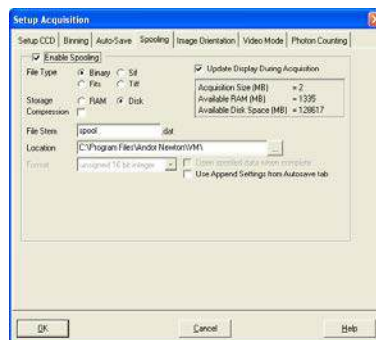 Setup Acquisition
Setup CCD Binning Auto-Save Spooling Image Orientation Video Mode Photon Counting
Enable Spooling
File Type Binary Sif Update Display During Acquisition
Fits Tiff
Acquisition Size (MB) = 2
Storage RAM Disk Available RAM (MB) = 1335
Compression Available Disk Space (MB) = 128617
File Stem spool .dat
Location C:\Program Files\Andor Newton\VM\ ...
Format unsigned 16 bit integer Open spooled data when complete
Use Append Settings from Autosave tab
OK Cancel Help